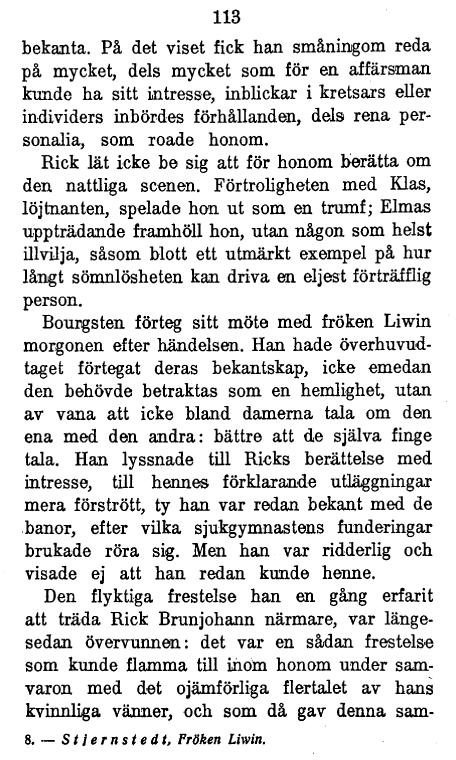 113
bekanta. På det viset fick han småningom reda
på mycket, dels mycket som för en affärsman
kunde ha sitt intresse, inblickar i kretsars eller
individers inbördes förhållanden, dels rena per-
sonalia, som roade honom.
Rick lät icke be sig att för honom berätta om
den nattliga scenen. Förtroligheten med Klas,
löjtnanten, spelade hon ut som en trumf; Elmas
uppträdande framhöll hon, utan någon som helst
illvilja, såsom blott ett utmärkt exempel på hur
långt sömnlösheten kan driva en eljest förträfflig
person.
Bourgsten förteg sitt möte med fröken Liwin
morgonen efter händelsen. Han hade överhuvud-
taget förtegat deras bekantskap, icke emedan
den behövde betraktas som en hemlighet, utan
av vana att icke bland damerna tala om den
ena med den andra: bättre att de själva finge
tala. Han lyssnade till Ricks berättelse med
intresse, till hennes förklarande utläggningar
mera förstrött, ty han var redan bekant med de
banor, efter vilka sjukgymnastens funderingar
brukade röra sig. Men han var ridderlig och
visade ej att han redan kunde henne.
Den flyktiga frestelse han en gång erfarit
att träda Rick Brunjohann närmare, var länge-
sedan övervunnen: det var en sådan frestelse
som kunde flamma till inom honom under sam-
varon med det ojämförliga flertalet av hans
kvinnliga vänner, och som då gav denna sam-
8. — Stjernstedt, Fröken Liwin.